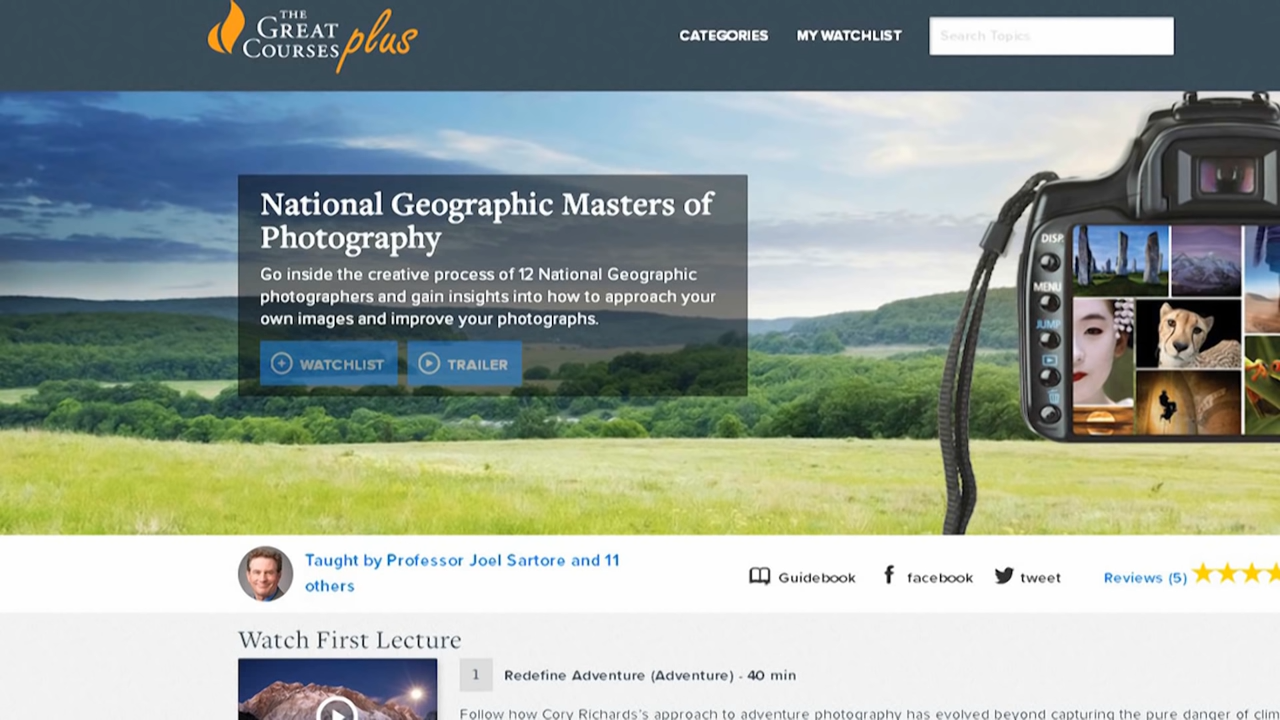 THE
GREAT
COURSES plus
CATEGORIES
MY WATCHLIST
Search Topics
National Geographic Masters of
Photography
Go inside the creative process of 12 National Geographic
photographers and gain insights into how to approach your
own images and improve your photographs.
WATCHLIST
TRAILER
DISP.
MENU
JUMP
Taught by Professor Joel Sartore and 11
others
Guidebook
facebook
tweet
Reviews (5)
Watch First Lecture
1
Redefine Adventure (Adventure) - 40 min
Follow how Cory Richards's approach to adventure photography has evolved beyond capturing the pure danger of